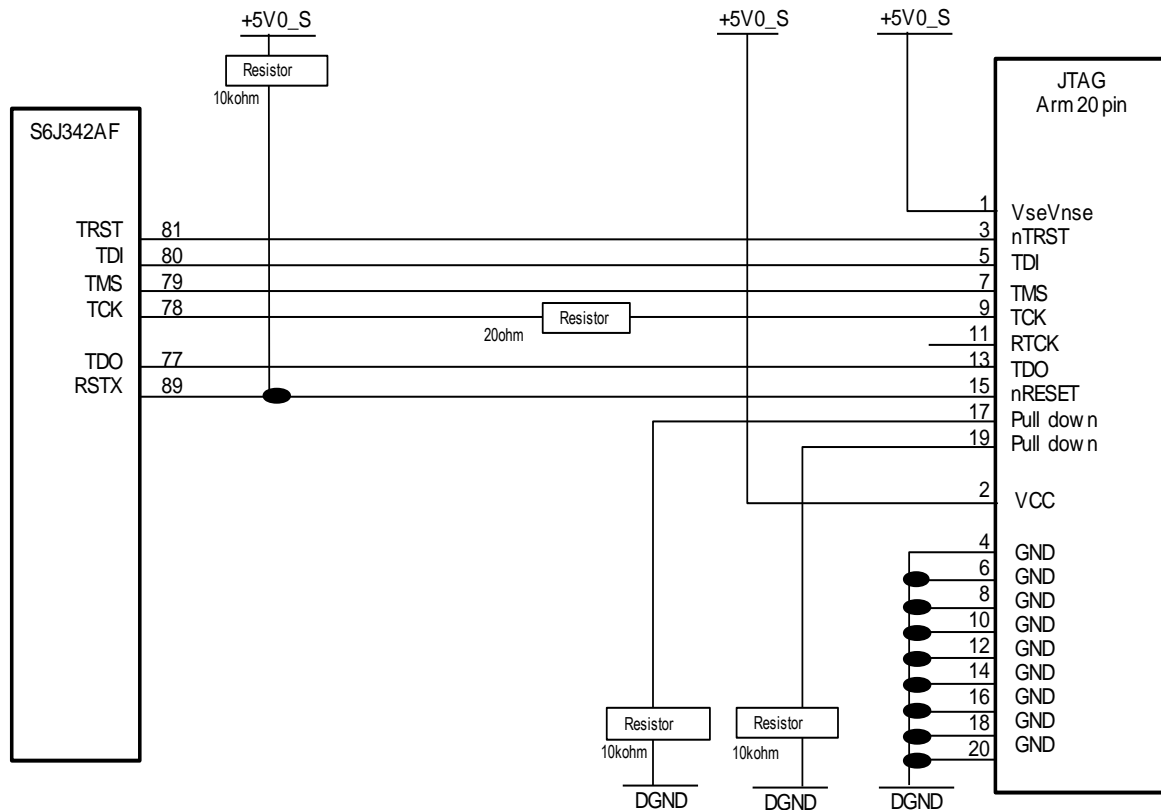 +5V0_S
+5V0_S
+5V0_S
Resistor
10kohm
JTAG
Arm 20 pin
S6J342AF
1 VseVnse
TRST 81
3 nTRST
TDI 80
5 TDI
TMS 79
7 TMS
TCK 78
Resistor
20ohm
9 TCK
11 RTCK
TDO 77
13 TDO
RSTX 89
15 nRESET
17 Pull down
19 Pull down
2 VCC
4 GND
6 GND
8 GND
10 GND
12 GND
14 GND
16 GND
18 GND
20 GND
Resistor
10kohm
Resistor
10kohm
DGND
DGND
DGND